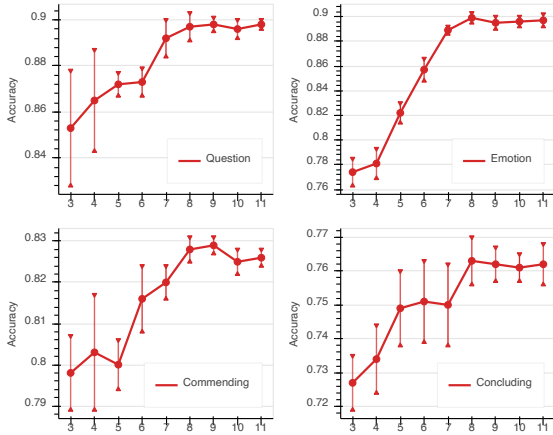 0.9
0.88
0.86
0.84
Accuracy
Question
3 4 5 6 7 8 9 10 11
0.9
0.88
0.86
0.84
0.82
0.8
0.78
0.76
Accuracy
Emotion
3 4 5 6 7 8 9 10 11
0.83
0.82
0.81
0.8
0.79
Accuracy
Commending
3 4 5 6 7 8 9 10 11
0.76
0.75
0.74
0.73
0.72
Accuracy
Concluding
3 4 5 6 7 8 9 10 11